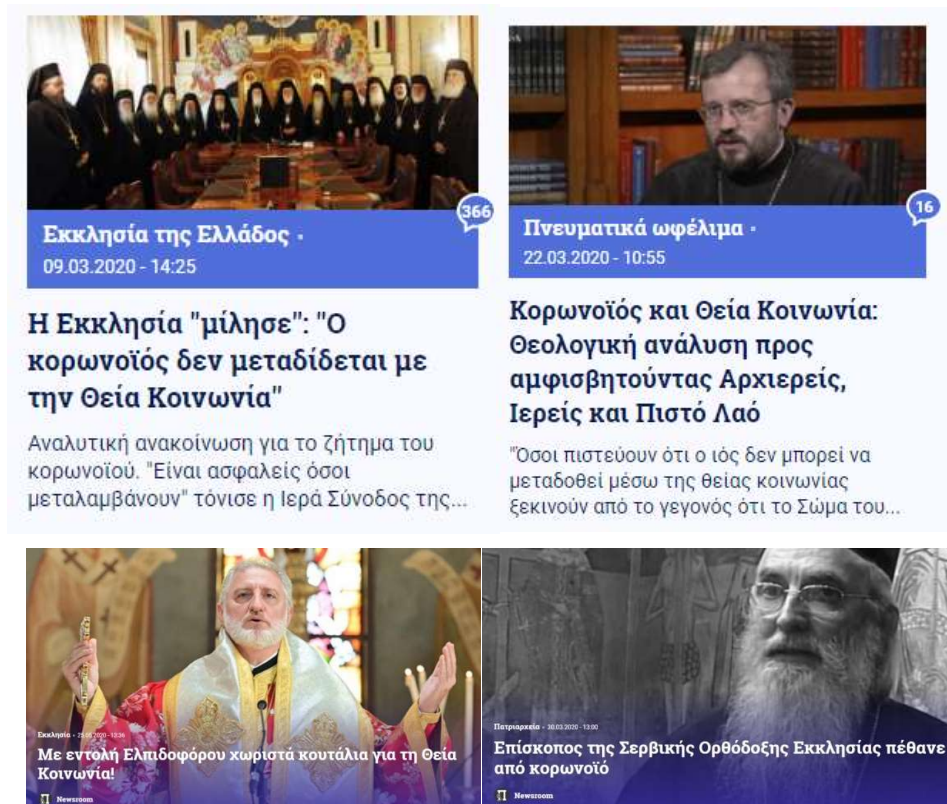 366
Εκκλησία της Ελλάδος •
09.03.2020 - 14:25
Η Εκκλησία "μίλησε": "Ο
κορωνοϊός δεν μεταδίδεται με
την Θεία Κοινωνία"
Αναλυτική ανακοίνωση για το ζήτημα του
κορωνοϊού. "Είναι ασφαλείς όσοι
μεταλαμβάνουν" τόνισε η Ιερά Σύνοδος της...
16
Πνευματικά ωφέλιμα •
22.03.2020 - 10:55
Κορωνοϊός και Θεία Κοινωνία:
Θεολογική ανάλυση προς
αμφισβητούντας Αρχιερείς,
Ιερείς και Πιστό Λαό
"Όσοι πιστεύουν ότι ο ιός δεν μπορεί να
μεταδοθεί μέσω της θείας κοινωνίας
ξεκινούν από το γεγονός ότι το Σώμα του...
Εκκλησία •
Με εντολή Ελπιδοφόρου χωριστά κουτάλια για τη Θεία
Κοινωνία!
Newsroom
Πατριαρχεία • 30.03.2020 - 13:00
Επίσκοπος της Σερβικής Ορθόδοξης Εκκλησίας πέθανε
από κορωνοϊό
Newsroom